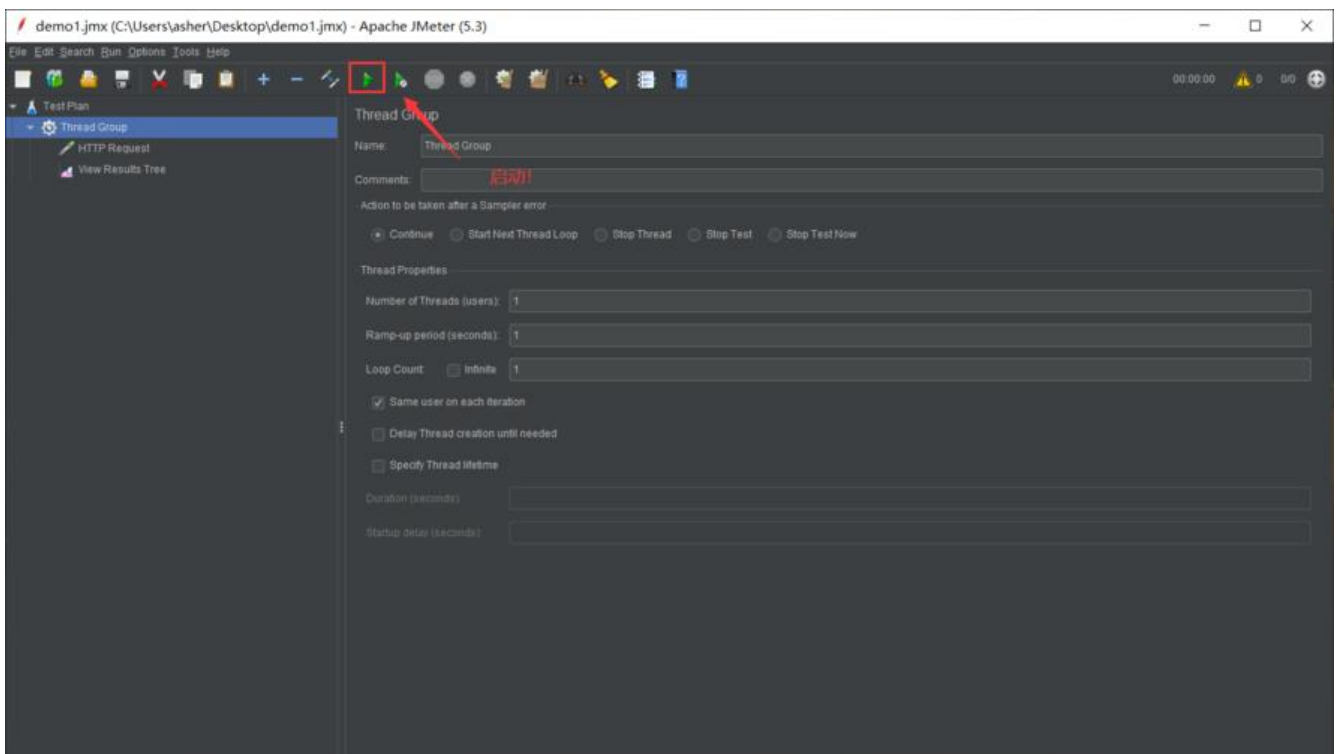 demo1.jmx (C:\Users\asher\Desktop\demo1.jmx) - Apache JMeter (5.3)
File Edit Search Run Options Tools Help
00:00:00 0 0/0
Test Plan
Thread Group
HTTP Request
View Results Tree
Thread Group
Name: Thread Group
Comments:
启动!
Action to be taken after a Sampler error
Continue Start Next Thread Loop Stop Thread Stop Test Stop Test Now
Thread Properties
Number of Threads (users): 1
Ramp-up period (seconds): 1
Loop Count: Infinite 1
Same user on each iteration
Delay Thread creation until needed
Specify Thread lifetime
Duration (seconds):
Startup delay (seconds):